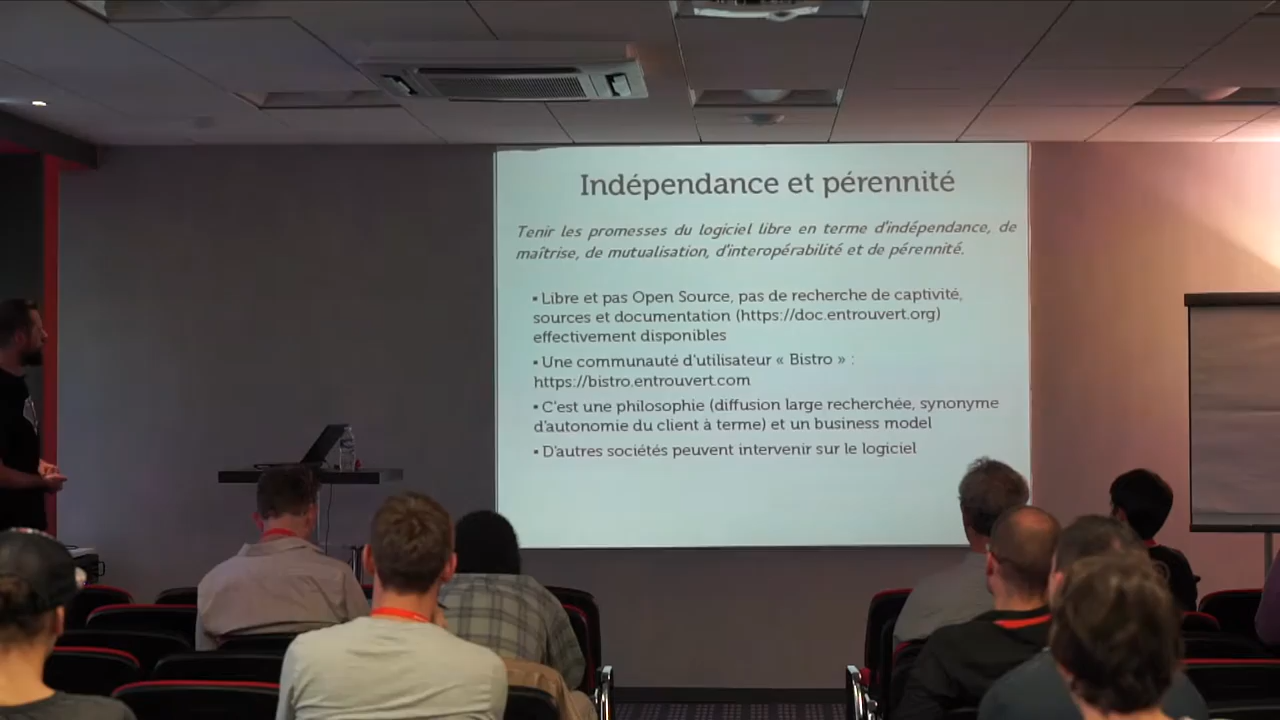 Indépendance et pérennité
Tenir les promesses du logiciel libre en terme d'indépendance, de
maîtrise, de mutualisation, d'interopérabilité et de pérennité.
▪ Libre et pas Open Source, pas de recherche de captivité,
sources et documentation (https://doc.entrouvert.org)
effectivement disponibles
▪ Une communauté d'utilisateur « Bistro » :
https://bistro.entrouvert.com
▪ C'est une philosophie (diffusion large recherchée, synonyme
d'autonomie du client à terme) et un business model
▪ D'autres sociétés peuvent intervenir sur le logiciel